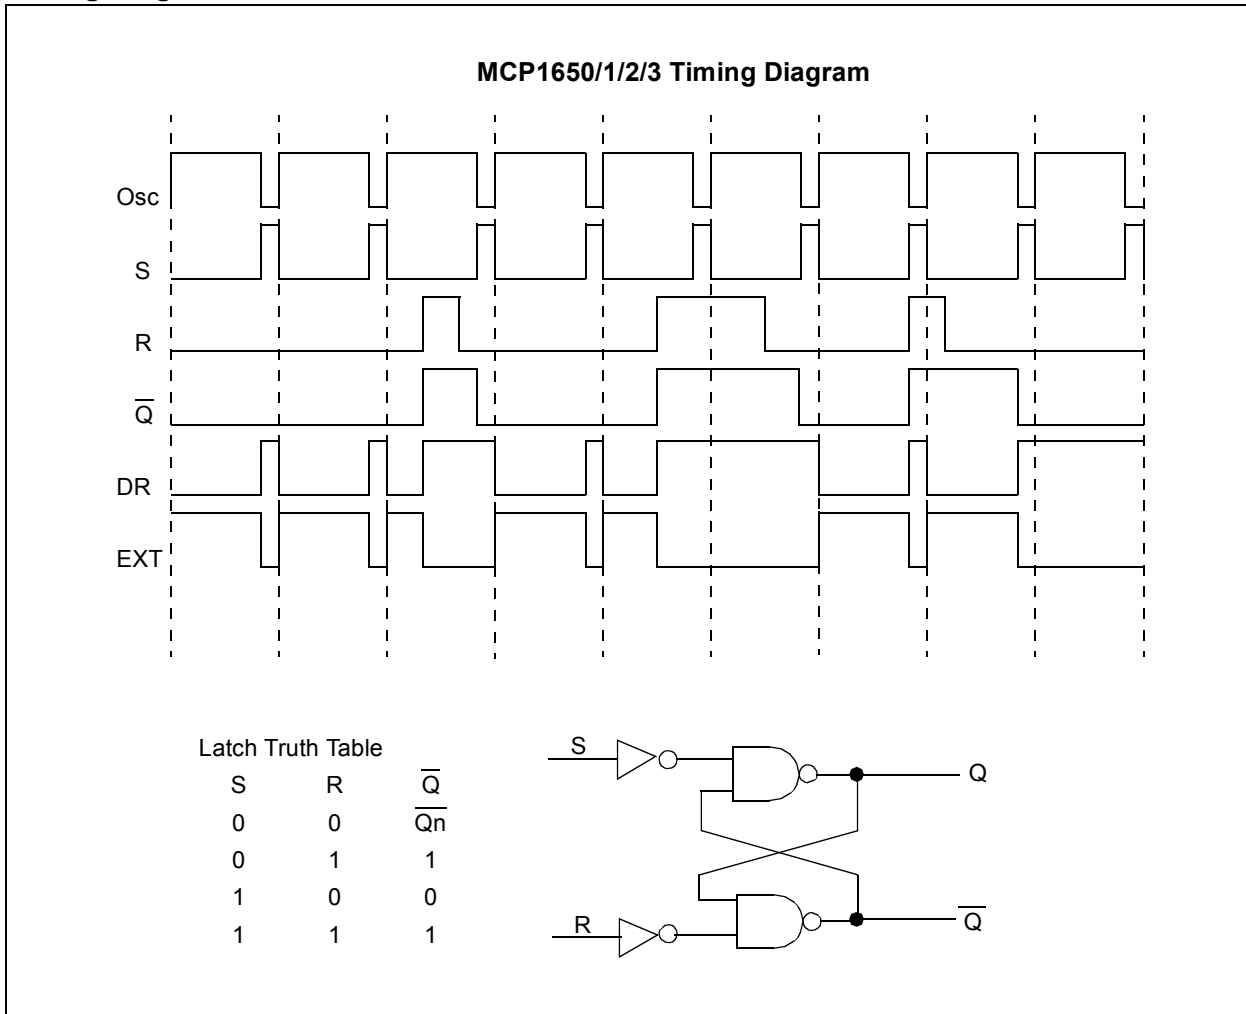 MCP1650/1/2/3 Timing Diagram
Osc
S
R
Q̅
DR
EXT
Latch Truth Table
S R Q̅
0 0 Q̅n̅
0 1 1
1 0 0
1 1 1
S
Q
R
Q̅